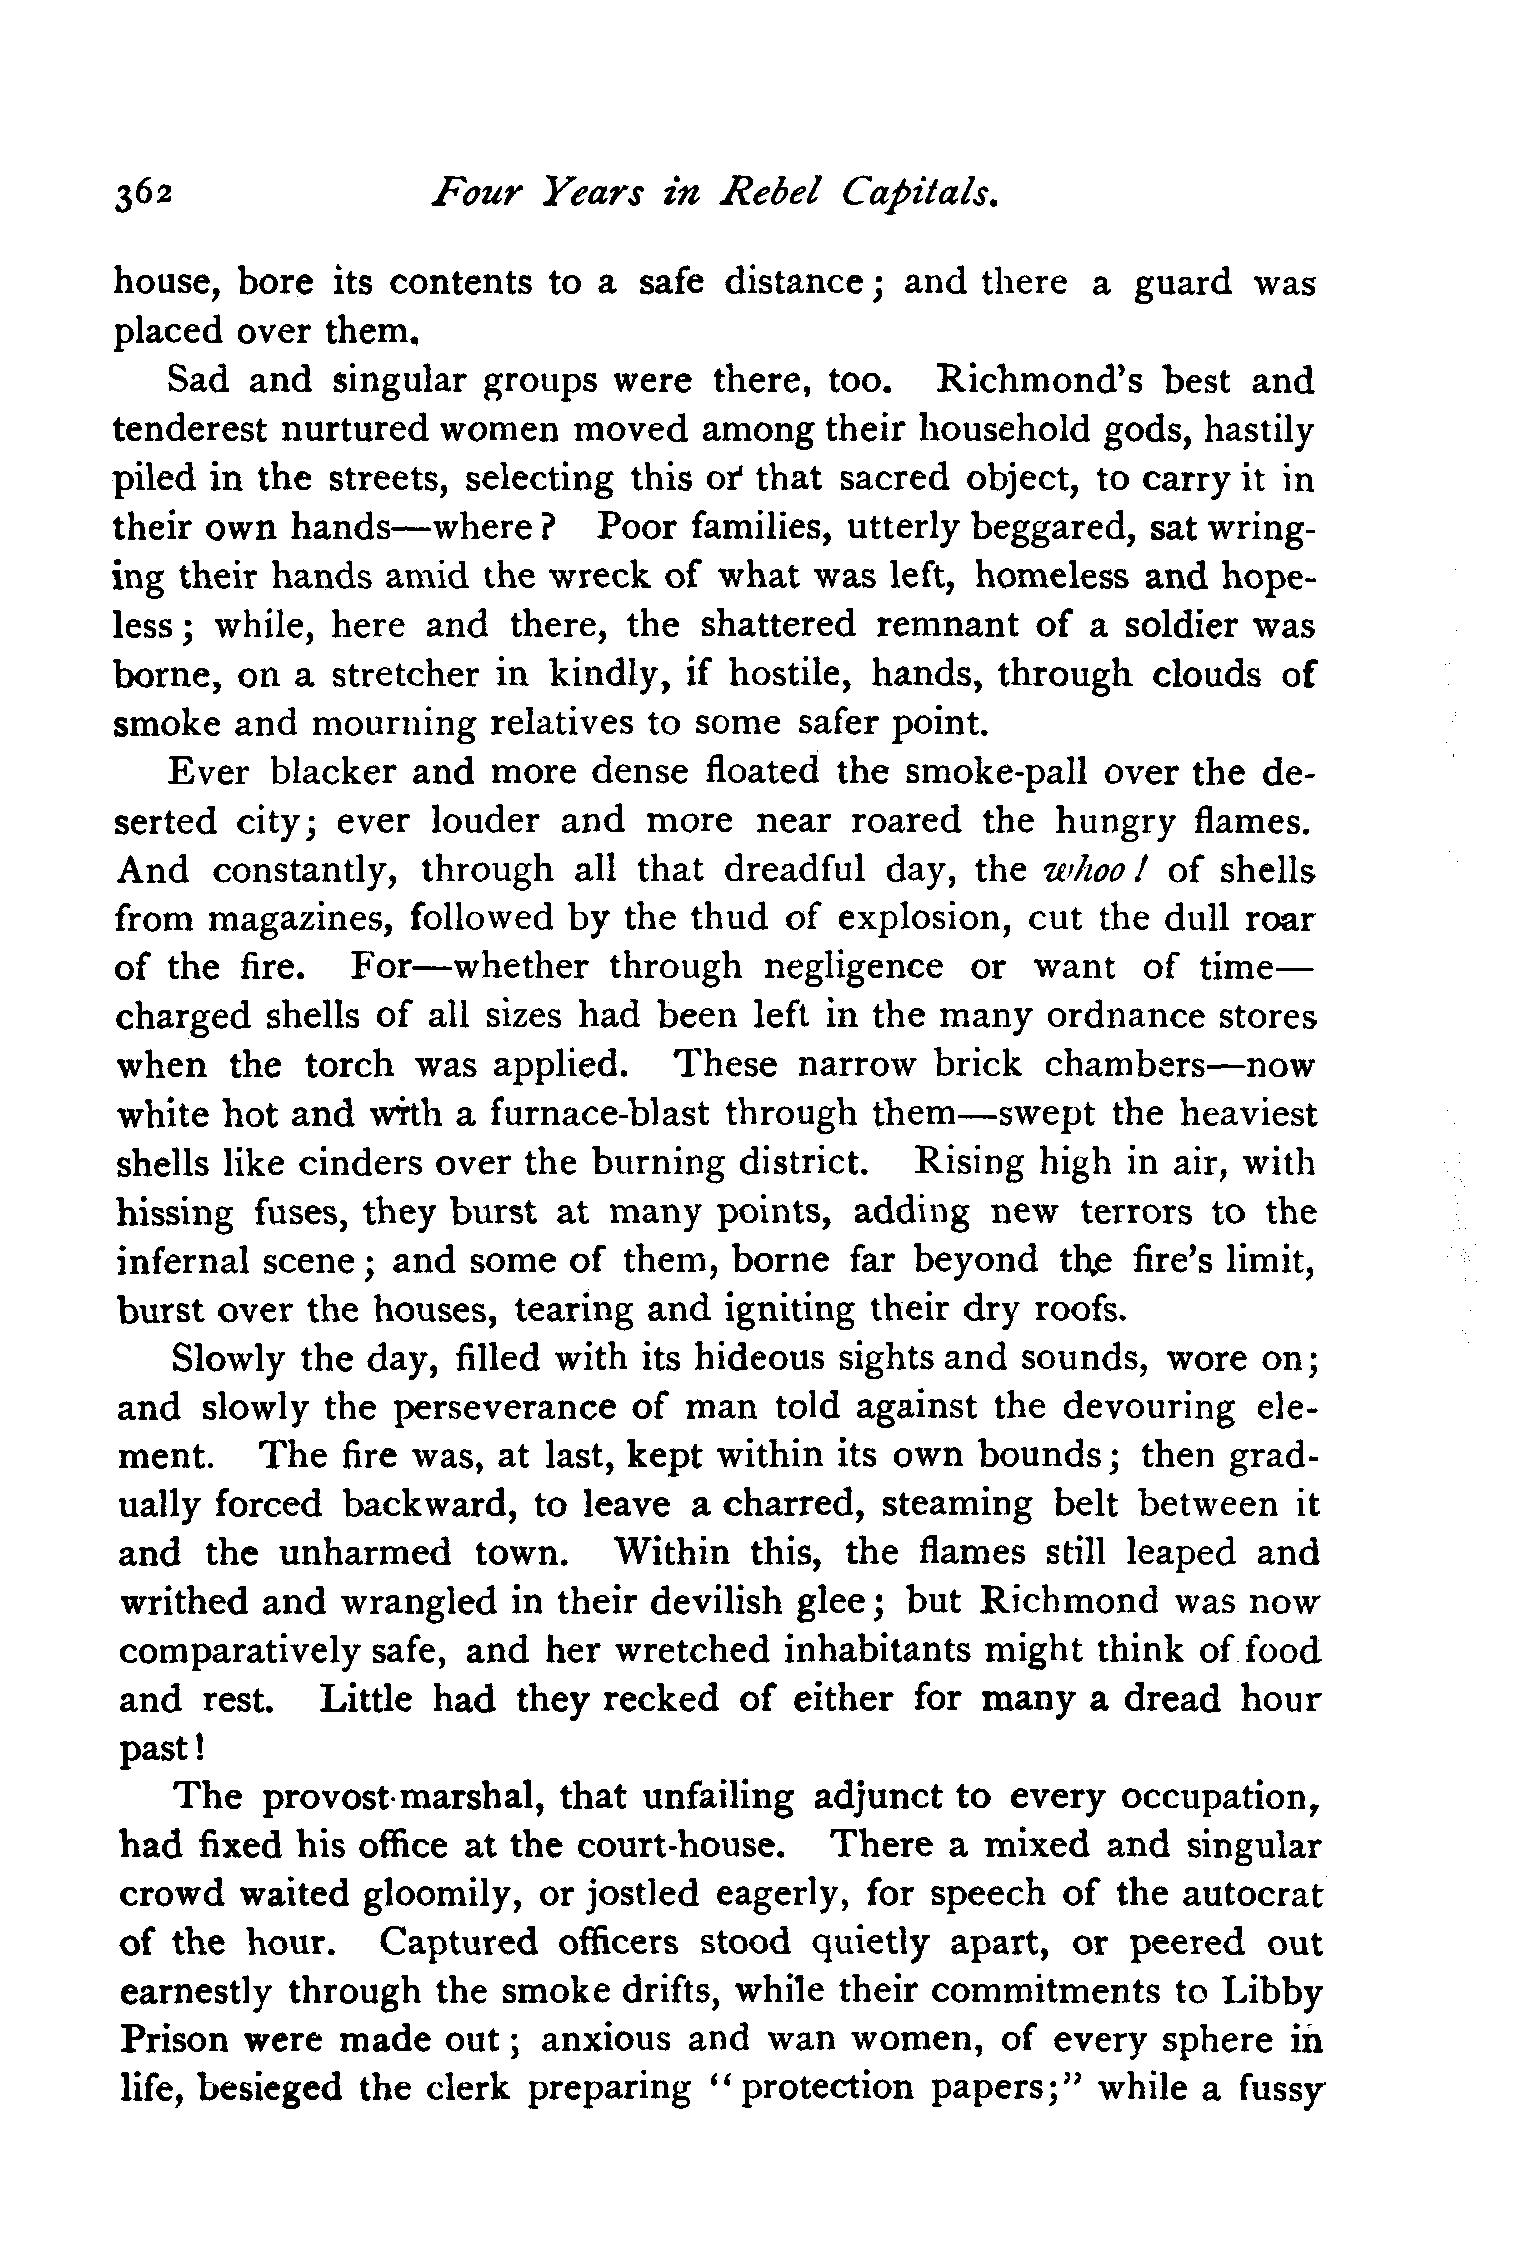 362 Four Years in Rebel Capitals.
house, bore its contents to a safe distance; and there a guard was
placed over them.
Sad and singular groups were there, too. Richmond's best and
tenderest nurtured women moved among their household gods, hastily
piled in the streets, selecting this or that sacred object, to carry it in
their own hands—where? Poor families, utterly beggared, sat wring-
ing their hands amid the wreck of what was left, homeless and hope-
less; while, here and there, the shattered remnant of a soldier was
borne, on a stretcher in kindly, if hostile, hands, through clouds of
smoke and mourning relatives to some safer point.
Ever blacker and more dense floated the smoke-pall over the de-
serted city; ever louder and more near roared the hungry flames.
And constantly, through all that dreadful day, the whoo! of shells
from magazines, followed by the thud of explosion, cut the dull roar
of the fire. For—whether through negligence or want of time—
charged shells of all sizes had been left in the many ordnance stores
when the torch was applied. These narrow brick chambers—now
white hot and with a furnace-blast through them—swept the heaviest
shells like cinders over the burning district. Rising high in air, with
hissing fuses, they burst at many points, adding new terrors to the
infernal scene; and some of them, borne far beyond the fire's limit,
burst over the houses, tearing and igniting their dry roofs.
Slowly the day, filled with its hideous sights and sounds, wore on;
and slowly the perseverance of man told against the devouring ele-
ment. The fire was, at last, kept within its own bounds; then grad-
ually forced backward, to leave a charred, steaming belt between it
and the unharmed town. Within this, the flames still leaped and
writhed and wrangled in their devilish glee; but Richmond was now
comparatively safe, and her wretched inhabitants might think of food
and rest. Little had they recked of either for many a dread hour
past!
The provost-marshal, that unfailing adjunct to every occupation,
had fixed his office at the court-house. There a mixed and singular
crowd waited gloomily, or jostled eagerly, for speech of the autocrat
of the hour. Captured officers stood quietly apart, or peered out
earnestly through the smoke drifts, while their commitments to Libby
Prison were made out; anxious and wan women, of every sphere in
life, besieged the clerk preparing "protection papers;" while a fussy